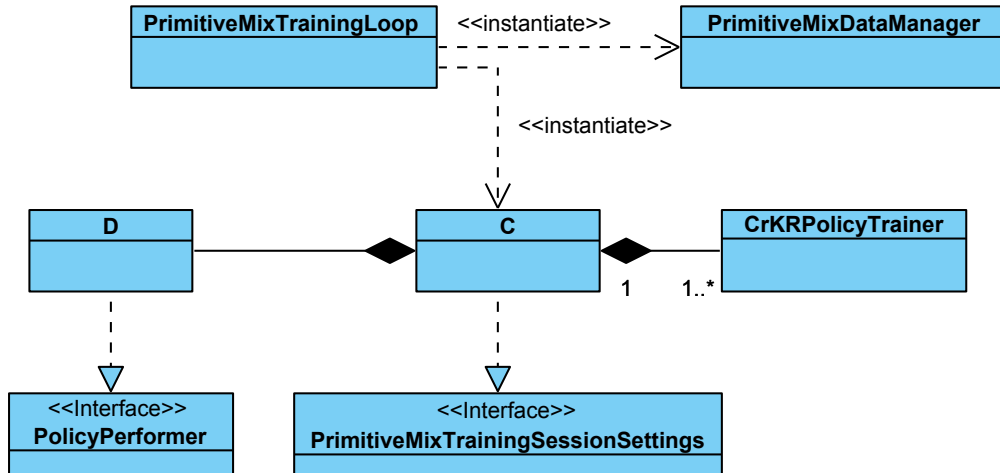 PrimitiveMixTrainingLoop
<<instantiate>>
PrimitiveMixDataManager
<<instantiate>>
D
C
CrKRPolicyTrainer
1
1..*
<<Interface>>
PolicyPerformer
<<Interface>>
PrimitiveMixTrainingSessionSettings